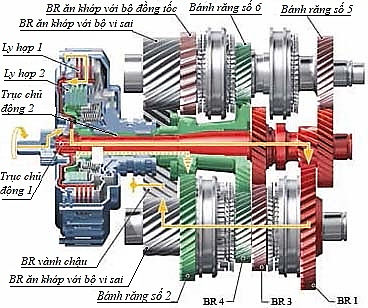 BR ăn khớp với bộ đồng tốc
Bánh răng số 6
Bánh răng số 5
BR ăn khớp với bộ vi sai
Ly hợp 1
Ly hợp 2
Trục chủ
động 2
Trục chủ
động 1
BR vành chậu
BR ăn khớp với bộ vi sai
Bánh răng số 2
BR 4
BR 3
BR 1